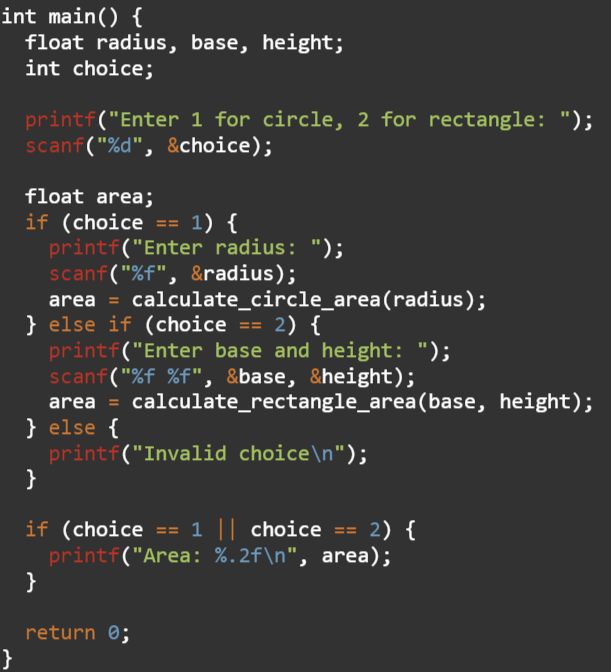 int main() {
  float radius, base, height;
  int choice;

  printf("Enter 1 for circle, 2 for rectangle: ");
  scanf("%d", &choice);

  float area;
  if (choice == 1) {
    printf("Enter radius: ");
    scanf("%f", &radius);
    area = calculate_circle_area(radius);
  } else if (choice == 2) {
    printf("Enter base and height: ");
    scanf("%f %f", &base, &height);
    area = calculate_rectangle_area(base, height);
  } else {
    printf("Invalid choice\n");
  }

  if (choice == 1 || choice == 2) {
    printf("Area: %.2f\n", area);
  }

  return 0;
}